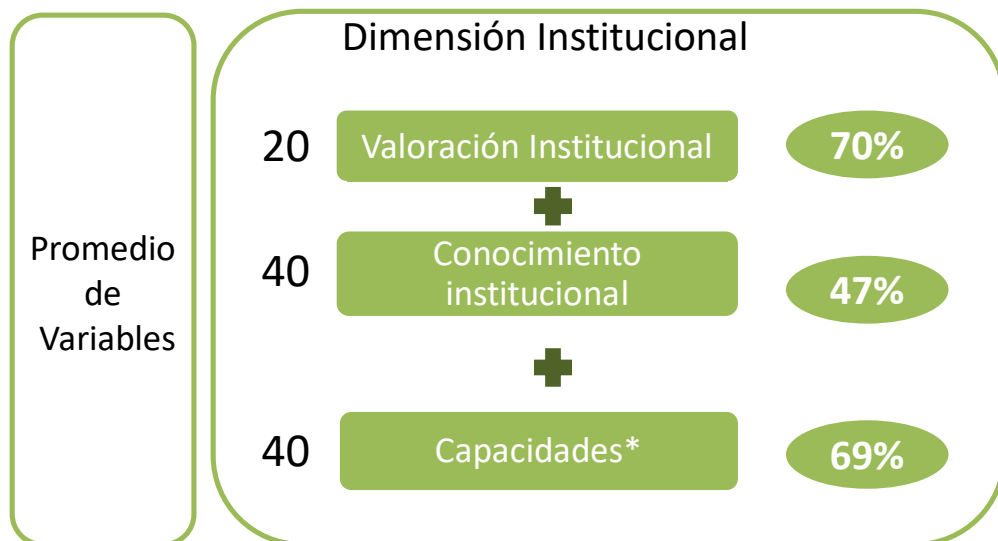 Dimensión Institucional
Promedio
de
Variables
20
Valoración Institucional
70%
40
Conocimiento
institucional
47%
40
Capacidades*
69%